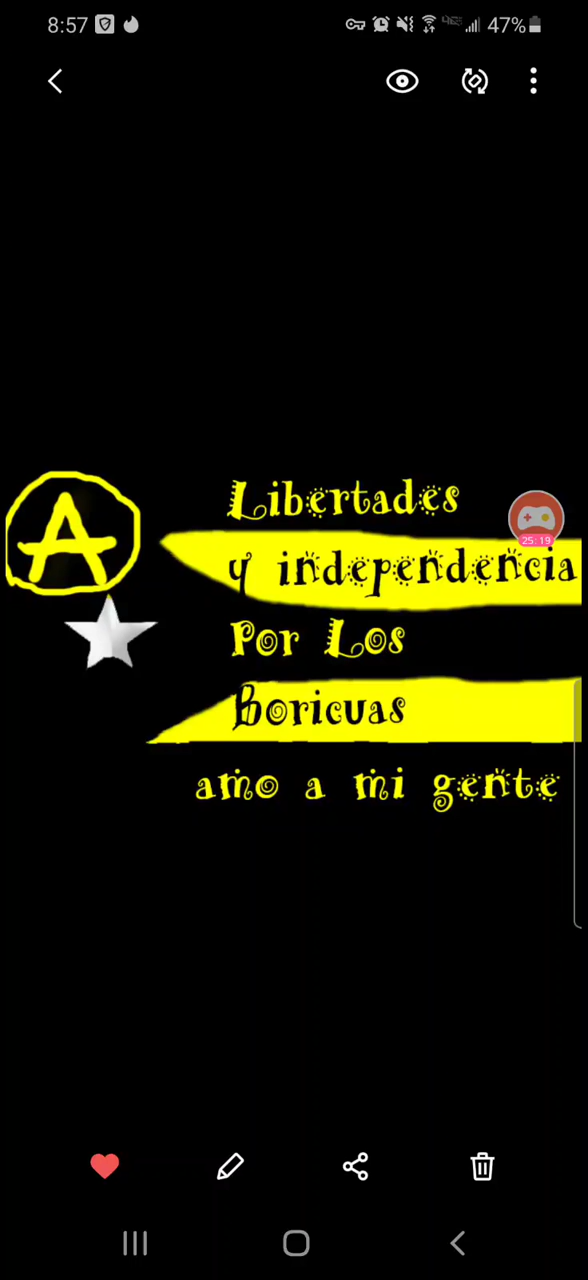 8:57
47%
A
Libertades
25:19
y independencia
Por Los
Boricuas
amo a mi gente